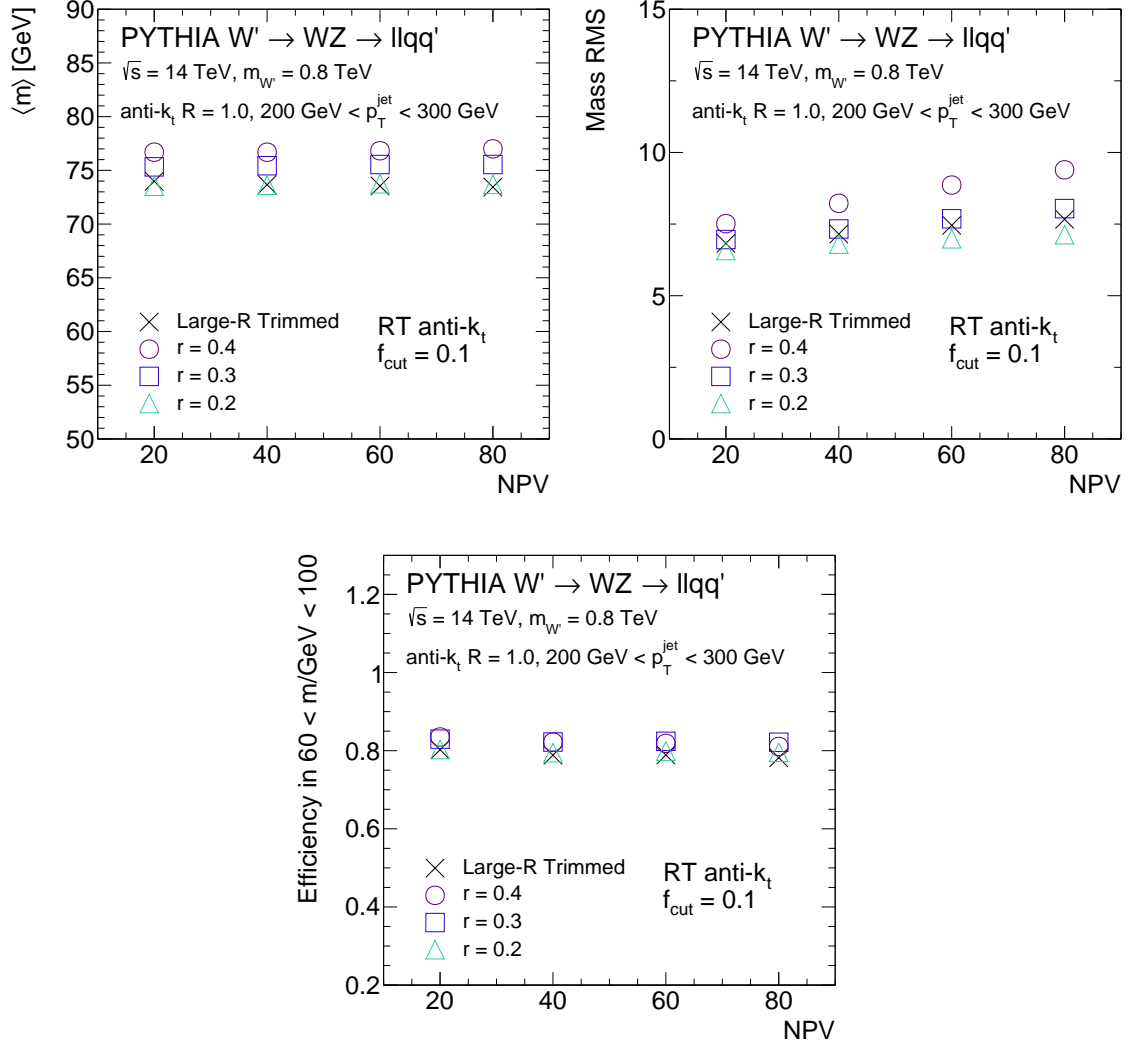 ⟨m⟩ [GeV]
90
85
80
75
70
65
60
55
50
PYTHIA W' → WZ → llqq'
√s = 14 TeV, m_W' = 0.8 TeV
anti-k_t R = 1.0, 200 GeV < p_T^jet < 300 GeV
Large-R Trimmed
r = 0.4
r = 0.3
r = 0.2
RT anti-k_t
f_cut = 0.1
20 40 60 80
NPV
Mass RMS
15
10
5
0
PYTHIA W' → WZ → llqq'
√s = 14 TeV, m_W' = 0.8 TeV
anti-k_t R = 1.0, 200 GeV < p_T^jet < 300 GeV
Large-R Trimmed
r = 0.4
r = 0.3
r = 0.2
RT anti-k_t
f_cut = 0.1
20 40 60 80
NPV
Efficiency in 60 < m/GeV < 100
1.2
1
0.8
0.6
0.4
0.2
PYTHIA W' → WZ → llqq'
√s = 14 TeV, m_W' = 0.8 TeV
anti-k_t R = 1.0, 200 GeV < p_T^jet < 300 GeV
Large-R Trimmed
r = 0.4
r = 0.3
r = 0.2
RT anti-k_t
f_cut = 0.1
20 40 60 80
NPV